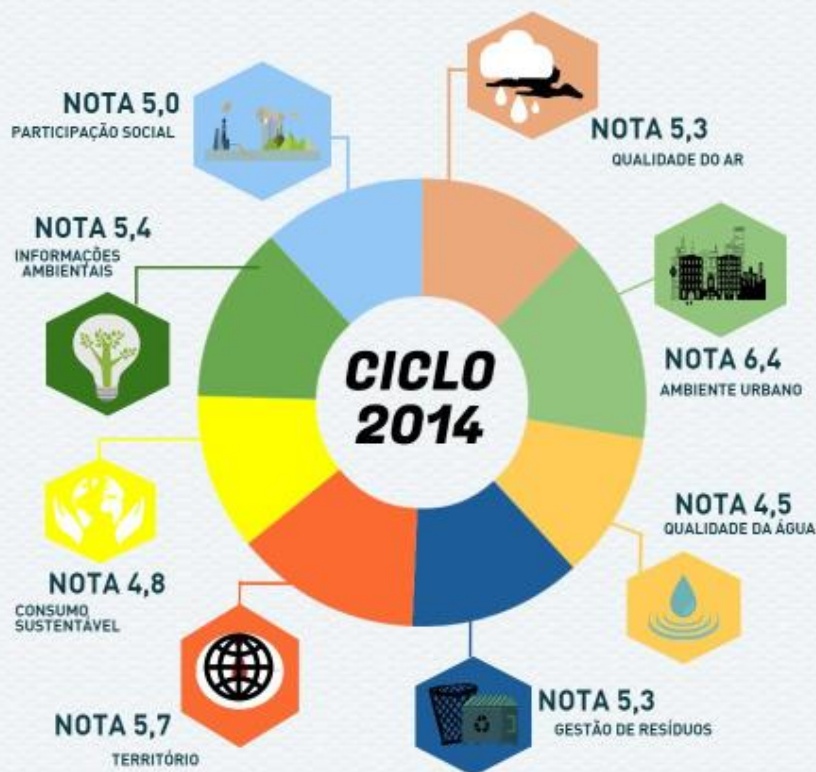 NOTA 5,0
PARTICIPAÇÃO SOCIAL
NOTA 5,3
QUALIDADE DO AR
NOTA 5,4
INFORMAÇÕES
AMBIENTAIS
NOTA 6,4
AMBIENTE URBANO
CICLO
2014
NOTA 4,5
QUALIDADE DA ÁGUA
NOTA 4,8
CONSUMO
SUSTENTÁVEL
NOTA 5,3
GESTÃO DE RESÍDUOS
NOTA 5,7
TERRITÓRIO